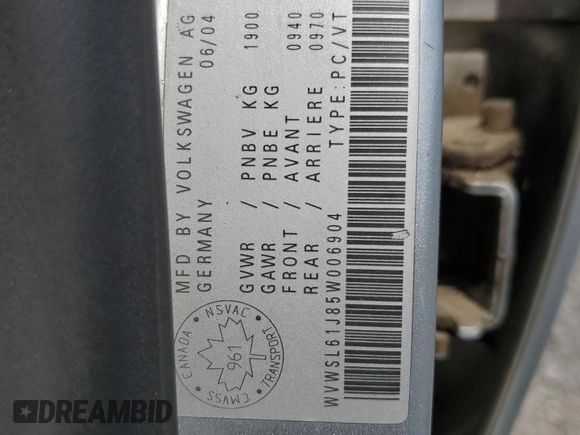 MFD BY VOLKSWAGEN AG
GERMANY 06/04
GVWR / PNBV KG 1900
GAWR / PNBE KG
FRONT / AVANT 0940
REAR / ARRIERE 0970
TYPE:PC/VT
WVWSL61J85W006904
CANADA NSVAC
961
CMVSS TRANSPORT
DREAMBID